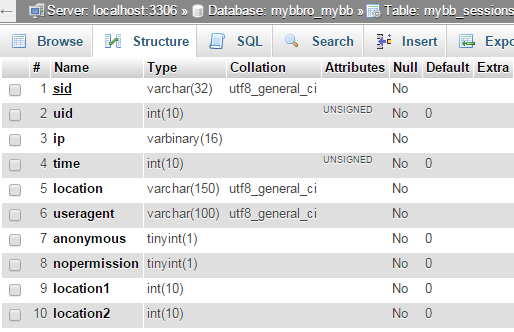 Server: localhost:3306 » Database: mybbro_mybb » Table: mybb_sessions
Browse Structure SQL Search Insert Expo
# Name Type Collation Attributes Null Default Extra
1 sid varchar(32) utf8_general_ci No
2 uid int(10) UNSIGNED No 0
3 ip varbinary(16) No
4 time int(10) UNSIGNED No 0
5 location varchar(150) utf8_general_ci No
6 useragent varchar(100) utf8_general_ci No
7 anonymous tinyint(1) No 0
8 nopermission tinyint(1) No 0
9 location1 int(10) No 0
10 location2 int(10) No 0